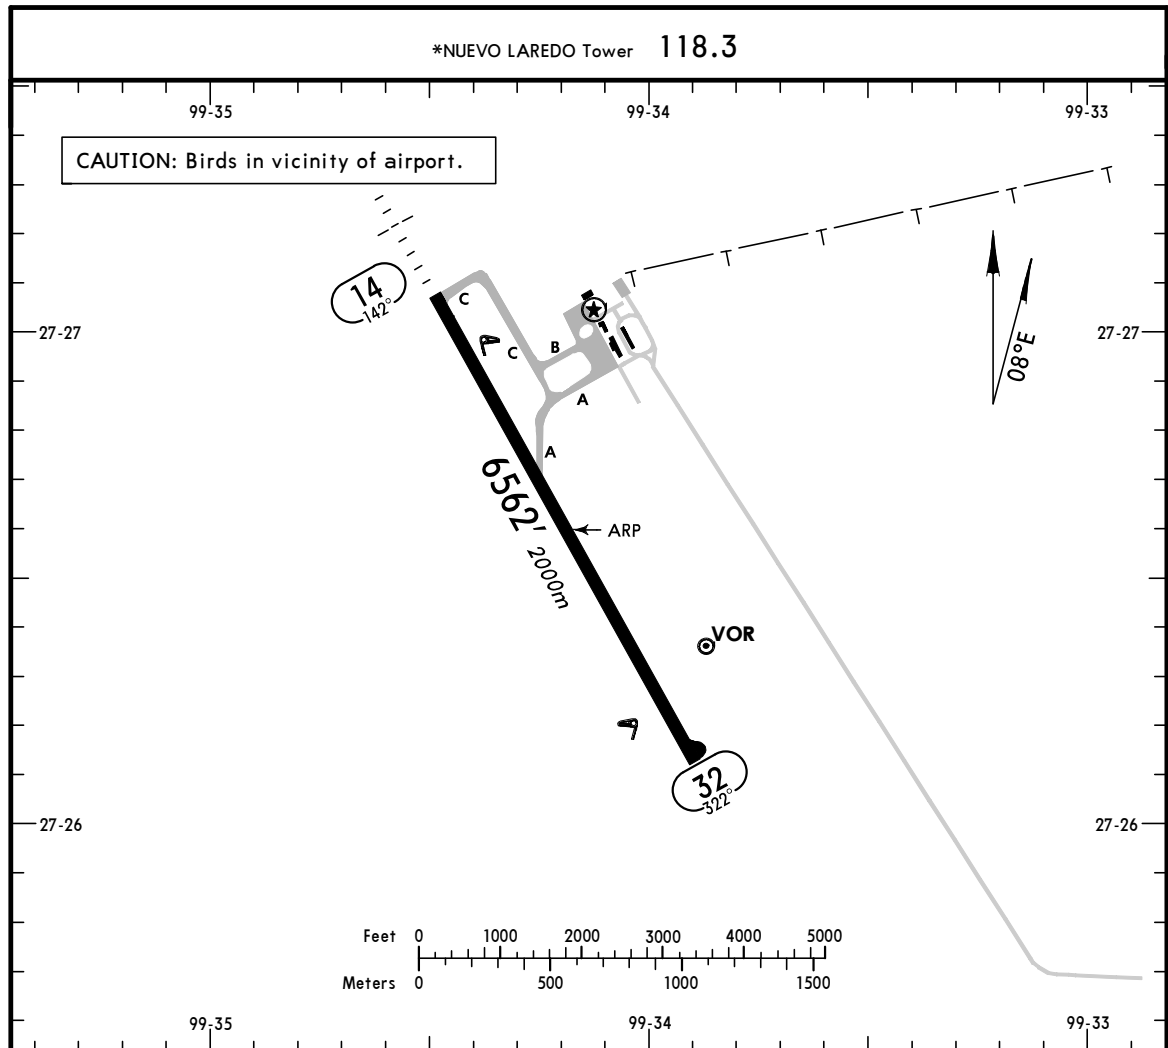 *NUEVO LAREDO Tower 118.3
99-35 99-34 99-33
CAUTION: Birds in vicinity of airport.
14
142°
C
27-27 27-27
C B
08°E
A
A
6562' 2000m
ARP
VOR
32
322°
27-26 27-26
Feet 0 1000 2000 3000 4000 5000
Meters 0 500 1000 1500
99-35 99-34 99-33